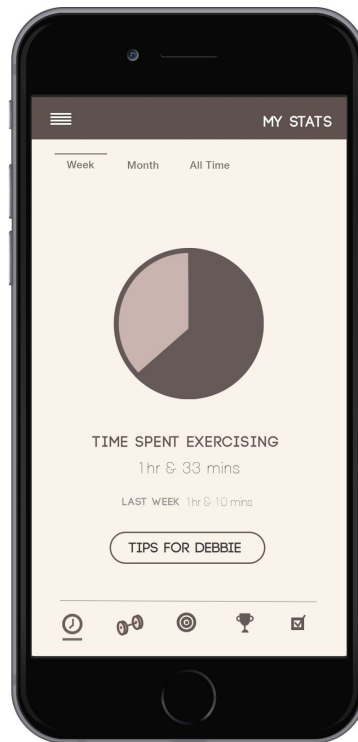 MY STATS
Week Month All Time
TIME SPENT EXERCISING
1hr & 33 mins
LAST WEEK 1hr & 10 mins
TIPS FOR DEBBIE